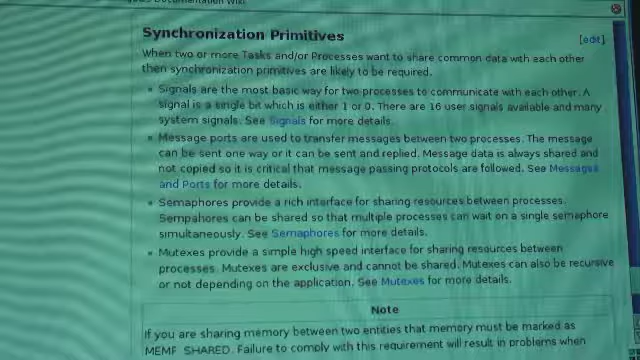 Documentation Wiki
Synchronization Primitives
[edit]
When two or more Tasks and/or Processes want to share common data with each other
then synchronization primitives are likely to be required.
Signals are the most basic way for two processes to communicate with each other. A
signal is a single bit which is either 1 or 0. There are 16 user signals available and many
system signals. See Signals for more details.
Message ports are used to transfer messages between two processes. The message
can be sent one way or it can be sent and replied. Message data is always shared and
not copied so it is critical that message passing protocols are followed. See Messages
and Ports for more details.
Semaphores provide a rich interface for sharing resources between processes.
Sempahores can be shared so that multiple processes can wait on a single semaphore
simultaneously. See Semaphores for more details.
Mutexes provide a simple high speed interface for sharing resources between
processes. Mutexes are exclusive and cannot be shared. Mutexes can also be recursive
or not depending on the application. See Mutexes for more details.
Note
If you are sharing memory between two entities that memory must be marked as
MEMF_SHARED. Failure to comply with this requirement will result in problems when